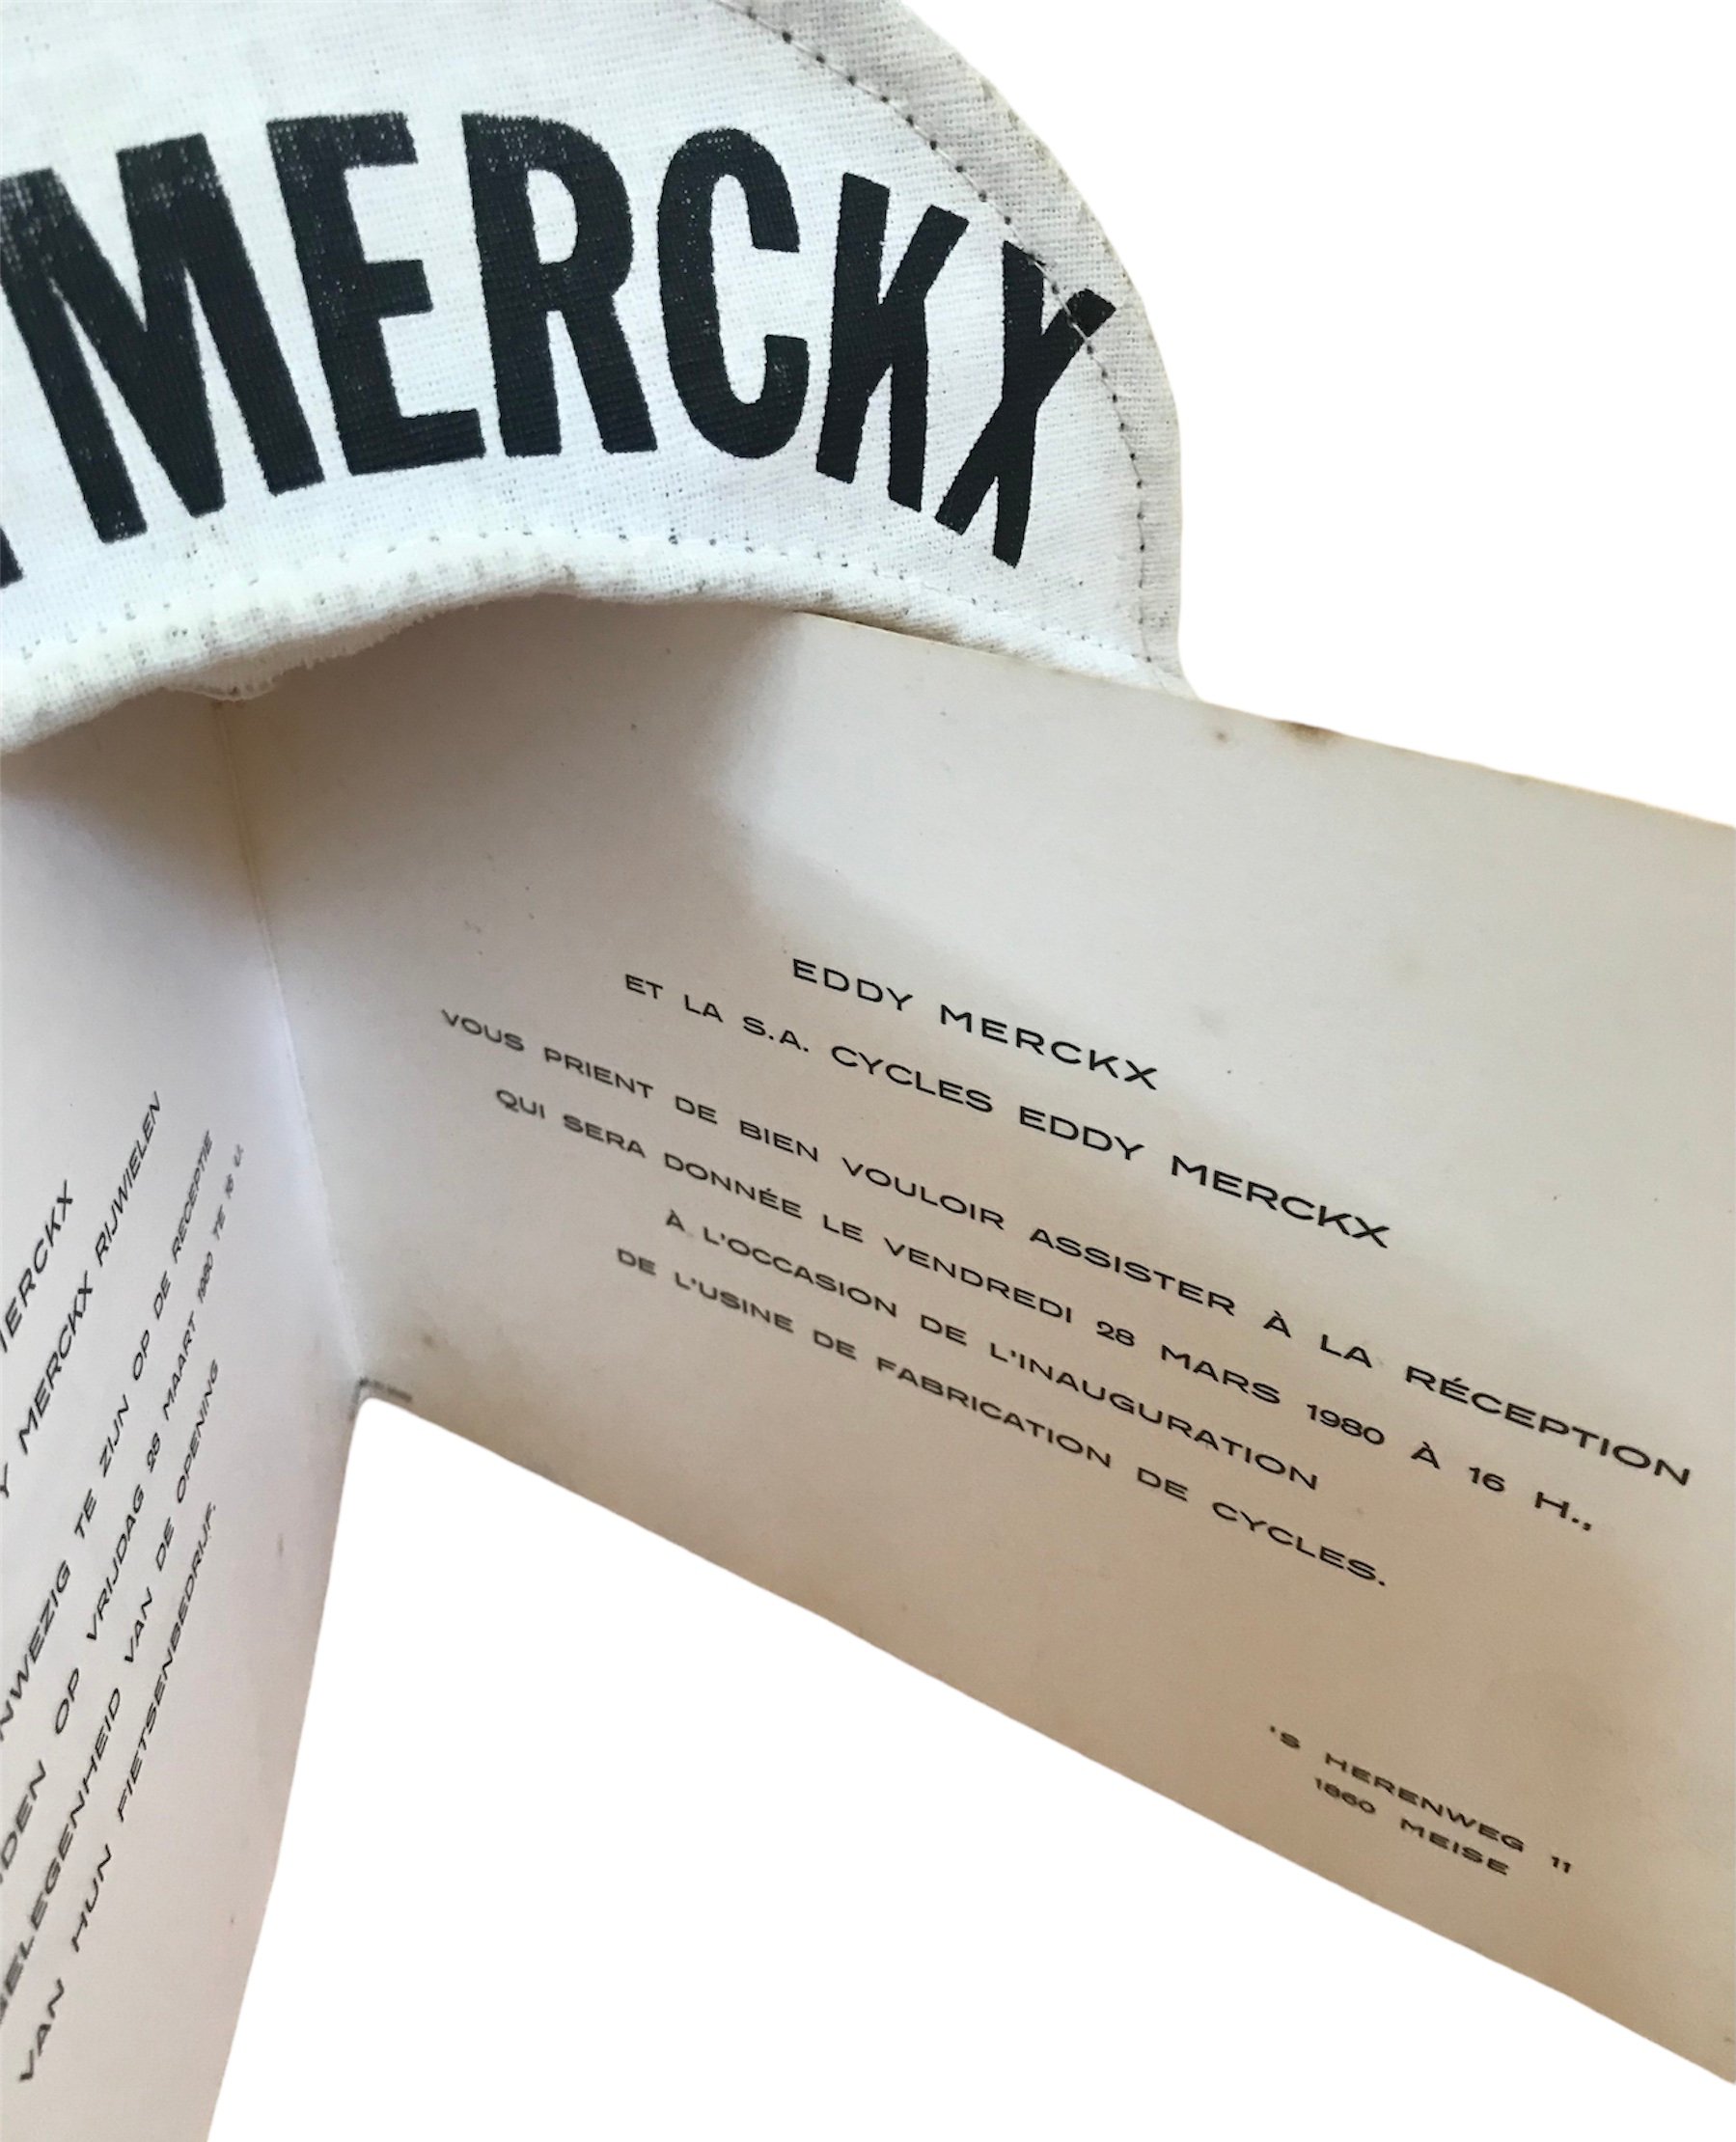 MERCKX
MERCKX
MERCKX RIJWIELEN
TE ZIJN OP DE RECEPTIE
OP VRIJDAG 28 MAART 1980 TE 16 U.
GELEGENHEID VAN DE OPENING
VAN HUN FIETSENBEDRIJF.
EDDY MERCKX
ET LA S.A. CYCLES EDDY MERCKX
VOUS PRIENT DE BIEN VOULOIR ASSISTER À LA RÉCEPTION
QUI SERA DONNÉE LE VENDREDI 28 MARS 1980 À 16 H.,
À L'OCCASION DE L'INAUGURATION
DE L'USINE DE FABRICATION DE CYCLES.
'S HERENWEG 11
1860 MEISE